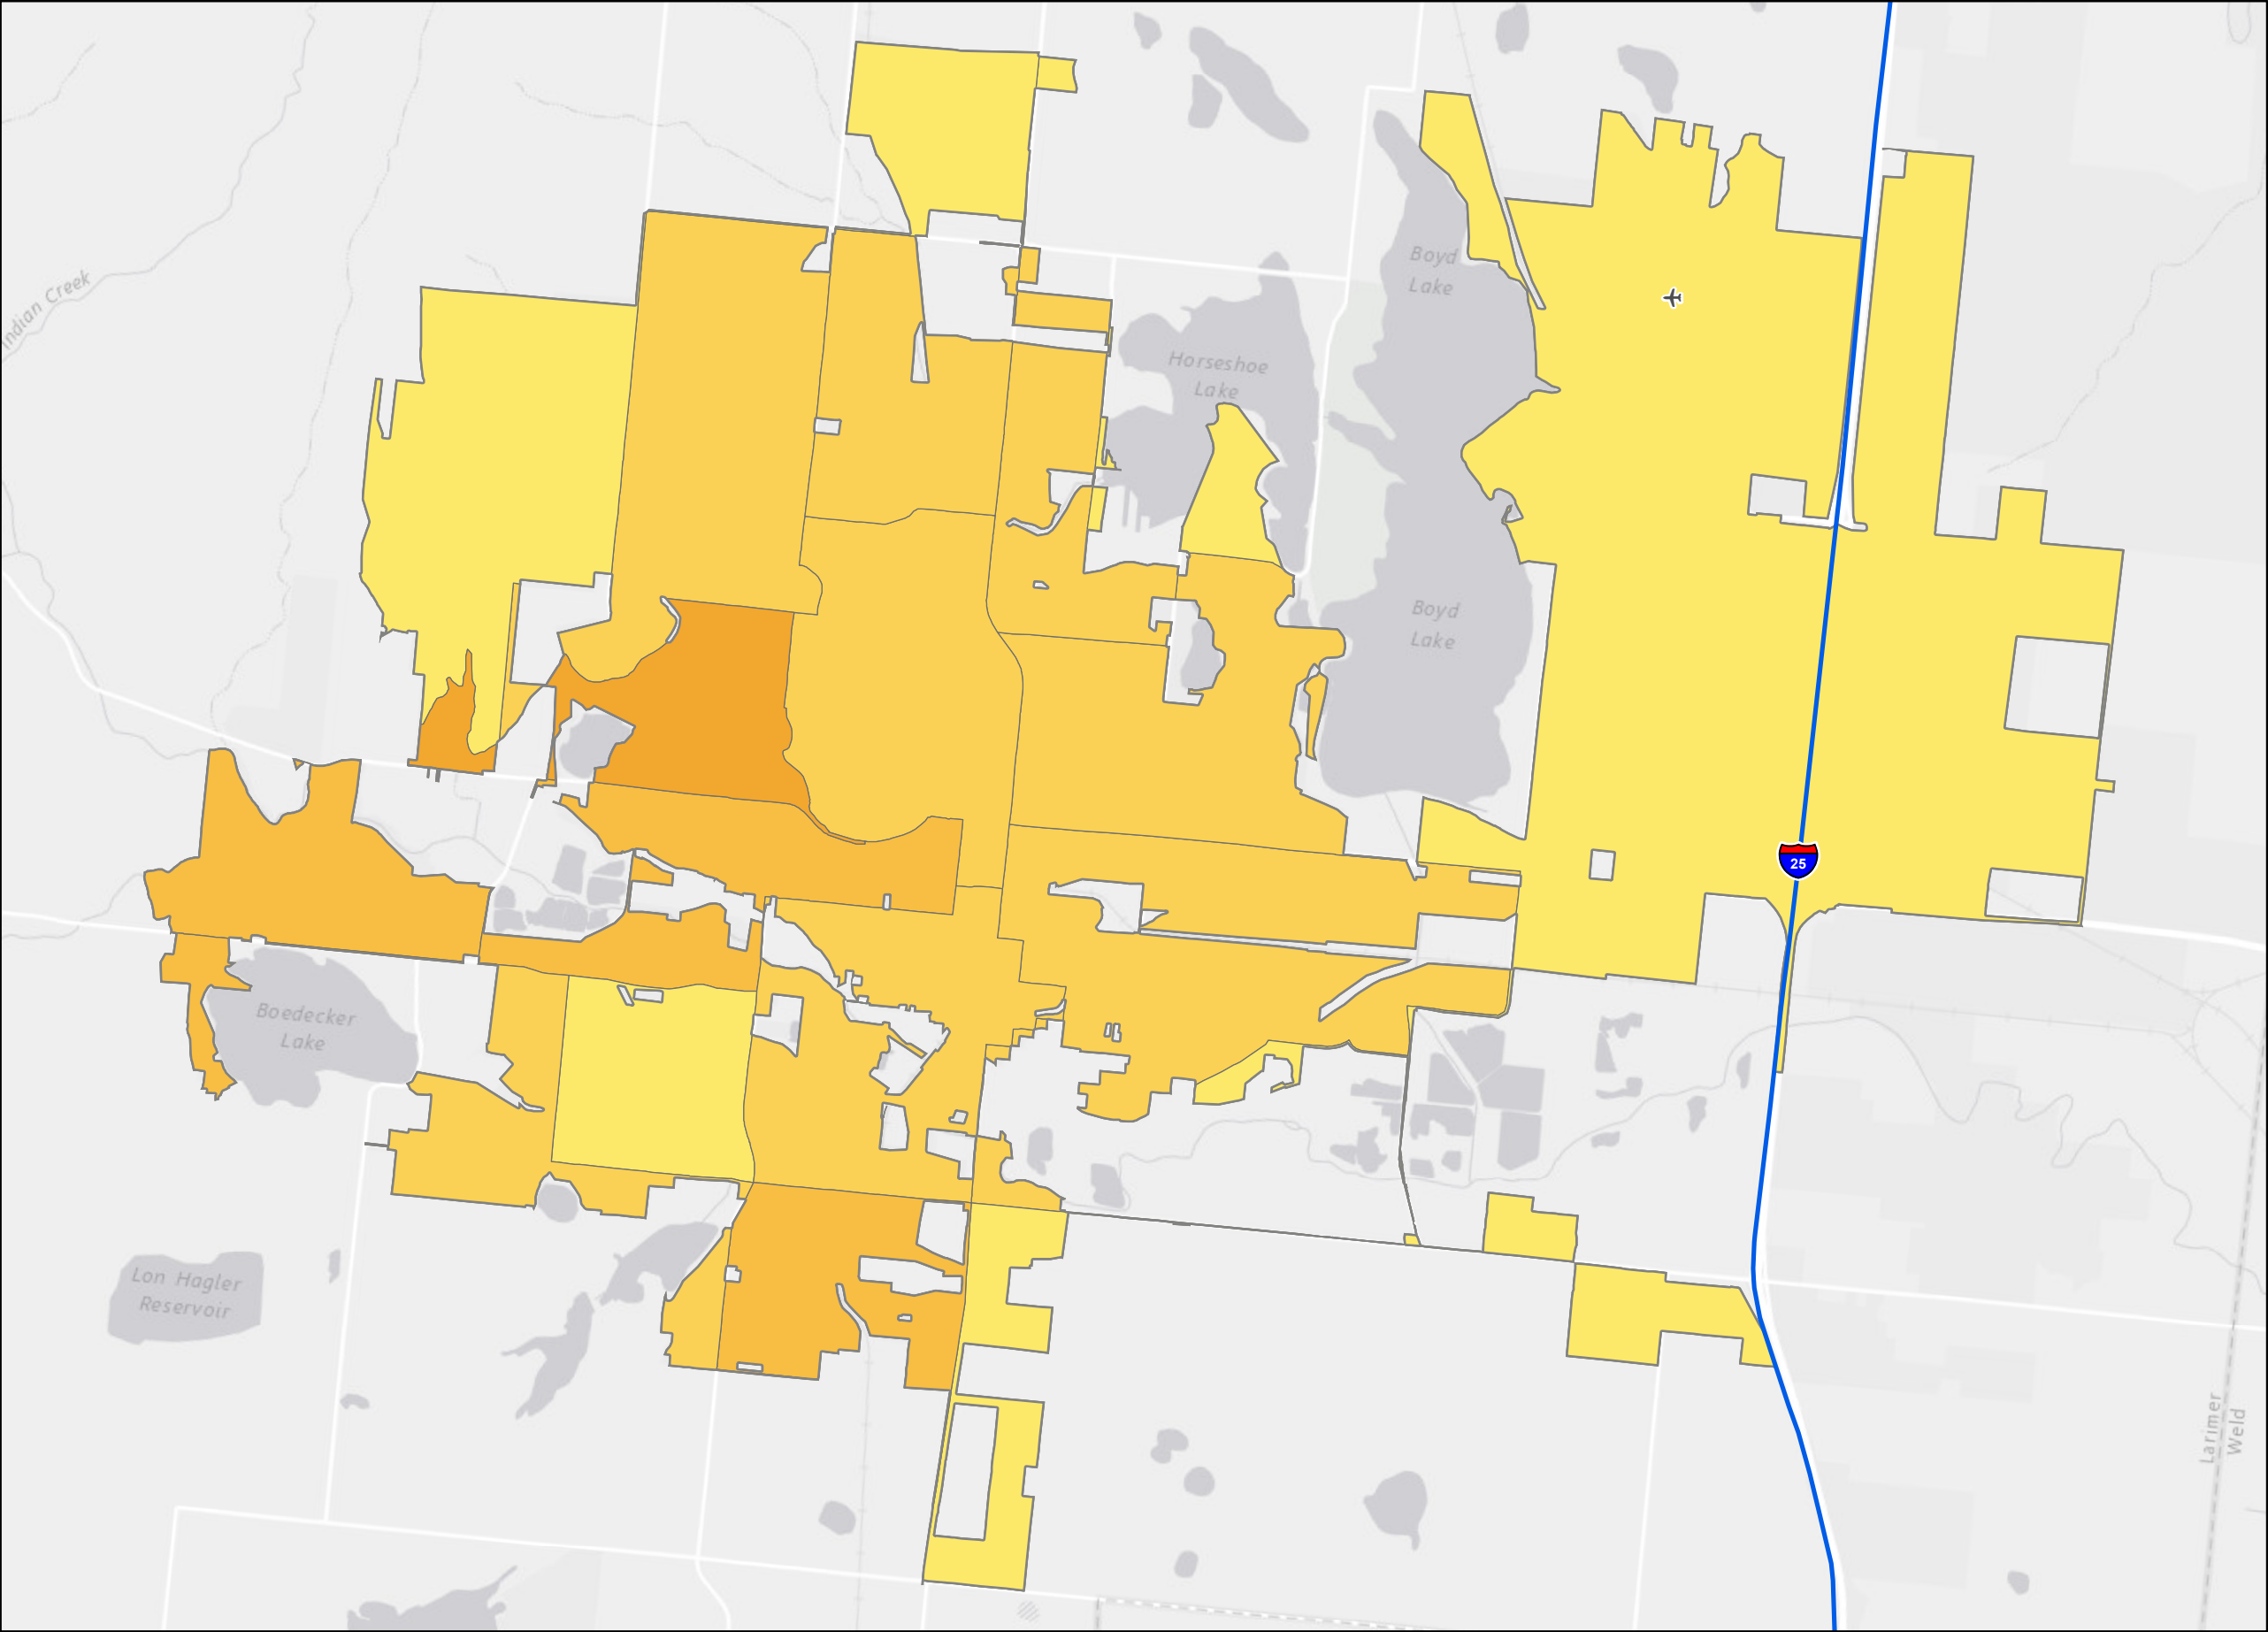 Indian Creek
Boyd
Lake
Horseshoe
Lake
Boyd
Lake
25
Boedecker
Lake
Lon Hagler
Reservoir
Larimer
Weld